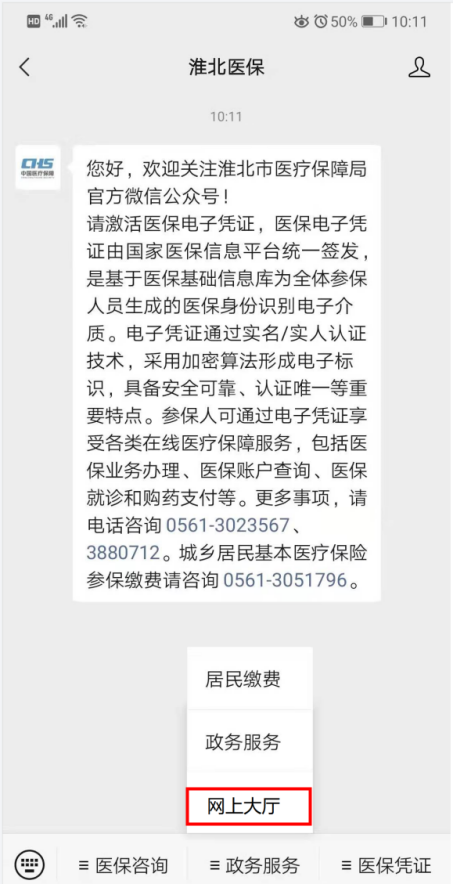 HD 4G 50% 10:11
淮北医保
10:11
CHS
中国医疗保障
您好，欢迎关注淮北市医疗保障局
官方微信公众号！
请激活医保电子凭证，医保电子凭
证由国家医保信息平台统一签发，
是基于医保基础信息库为全体参保
人员生成的医保身份识别电子介
质。电子凭证通过实名/实人认证
技术，采用加密算法形成电子标
识，具备安全可靠、认证唯一等重
要特点。参保人可通过电子凭证享
受各类在线医疗保障服务，包括医
保业务办理、医保账户查询、医保
就诊和购药支付等。更多事项，请
电话咨询 0561-3023567、
3880712。城乡居民基本医疗保险
参保缴费请咨询 0561-3051796。
居民缴费
政务服务
网上大厅
医保咨询 政务服务 医保凭证